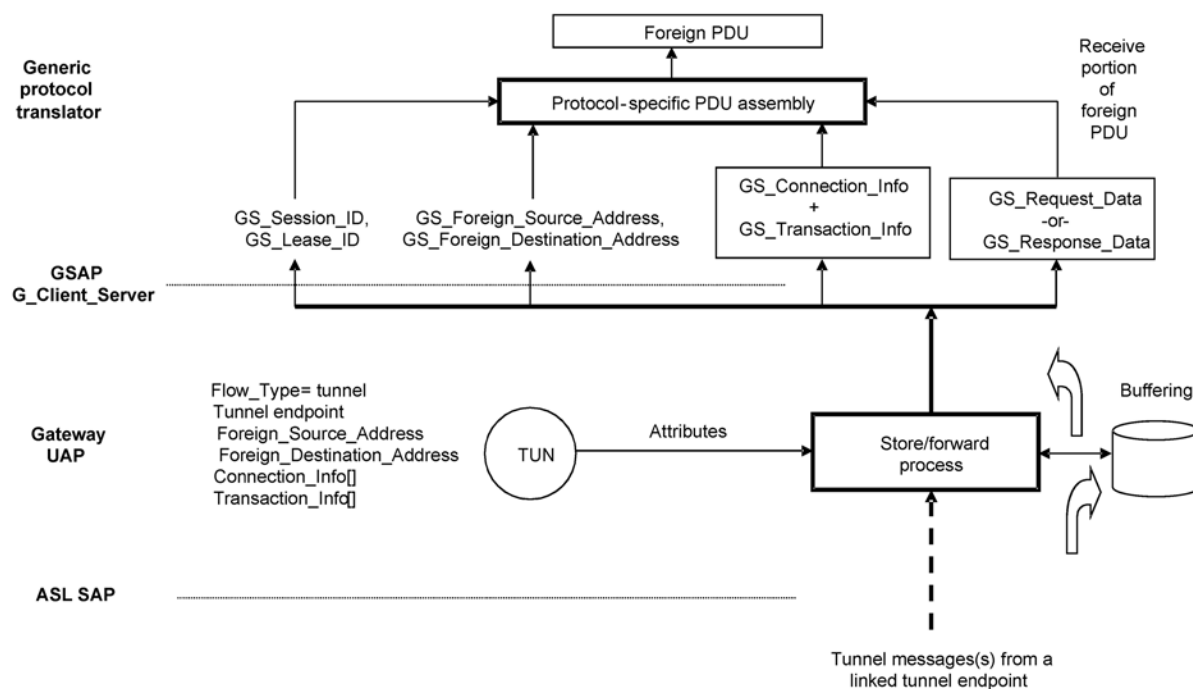 Foreign PDU
Generic
protocol
translator
Protocol-specific PDU assembly
Receive
portion
of
foreign
PDU
GS_Session_ID,
GS_Lease_ID
GS_Foreign_Source_Address,
GS_Foreign_Destination_Address
GS_Connection_Info
+
GS_Transaction_Info
GS_Request_Data
-or-
GS_Response_Data
GSAP
G_Client_Server
Flow_Type= tunnel
Tunnel endpoint
Foreign_Source_Address
Foreign_Destination_Address
Connection_Info[]
Transaction_Info[]
Gateway
UAP
TUN
Attributes
Store/forward
process
Buffering
ASL SAP
Tunnel messages(s) from a
linked tunnel endpoint